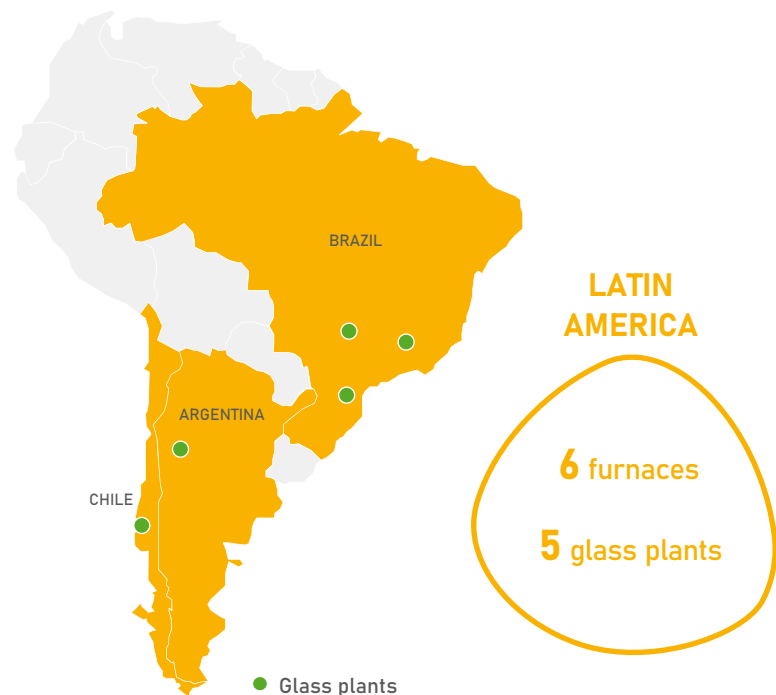 BRAZIL
LATIN
AMERICA
ARGENTINA
6 furnaces
CHILE
5 glass plants
Glass plants